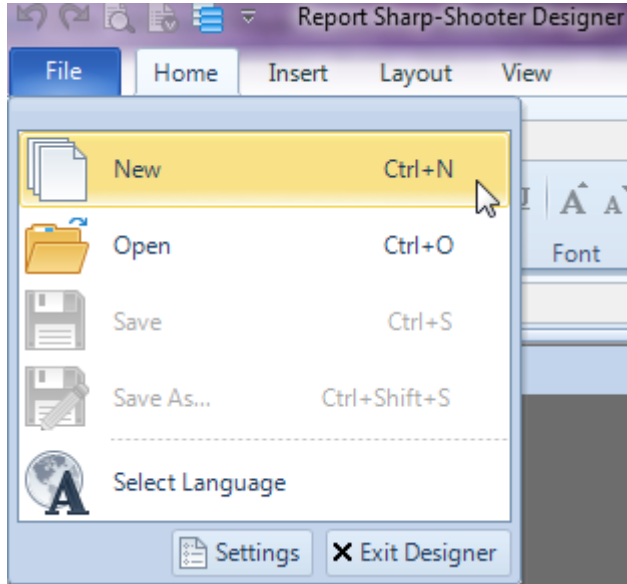 Report Sharp-Shooter Designer
File Home Insert Layout View
New Ctrl+N
Open Ctrl+O
Font
Save Ctrl+S
Save As... Ctrl+Shift+S
Select Language
Settings Exit Designer